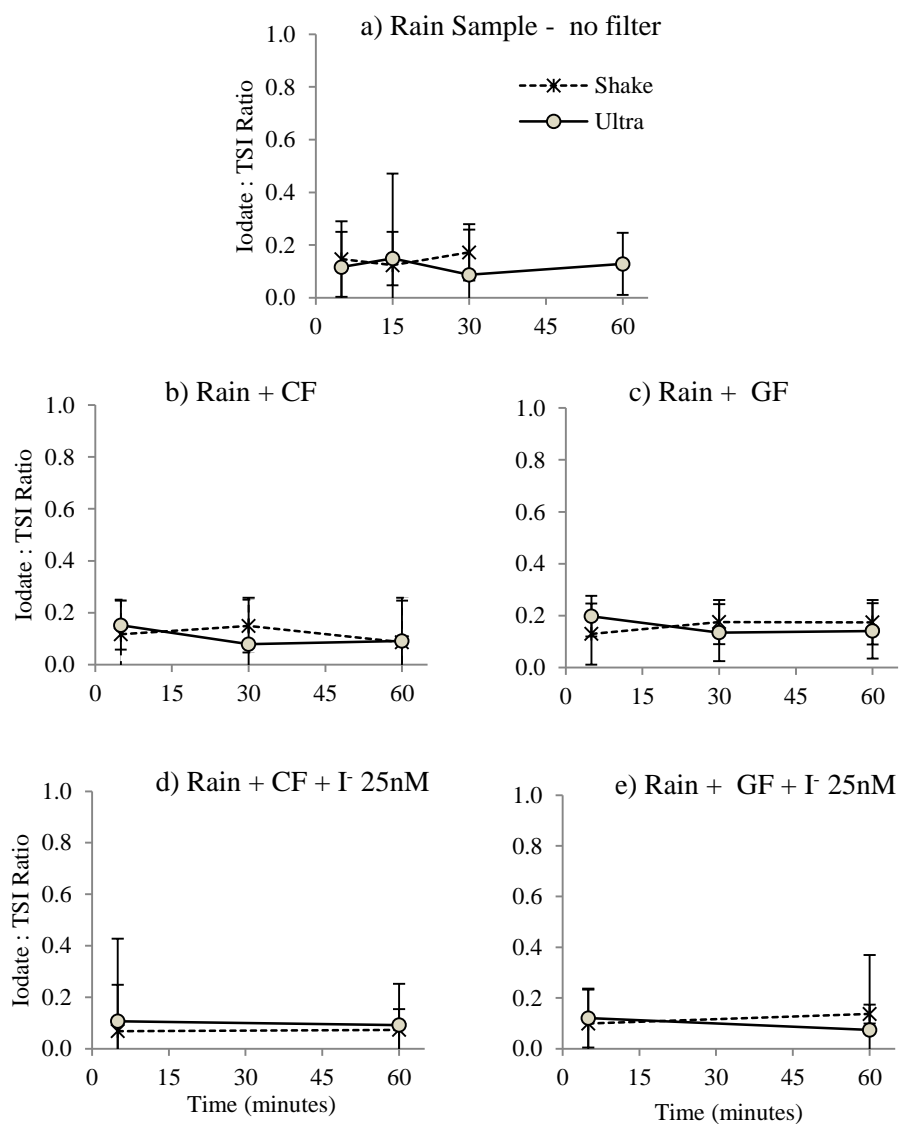 a) Rain Sample - no filter
1.0
0.8
0.6
0.4
0.2
0.0
Iodate : TSI Ratio
Shake
Ultra
0 15 30 45 60
b) Rain + CF
1.0
0.8
0.6
0.4
0.2
0.0
Iodate : TSI Ratio
0 15 30 45 60
c) Rain + GF
1.0
0.8
0.6
0.4
0.2
0.0
0 15 30 45 60
d) Rain + CF + I⁻ 25nM
1.0
0.8
0.6
0.4
0.2
0.0
Iodate : TSI Ratio
0 15 30 45 60
Time (minutes)
e) Rain + GF + I⁻ 25nM
1.0
0.8
0.6
0.4
0.2
0.0
0 15 30 45 60
Time (minutes)